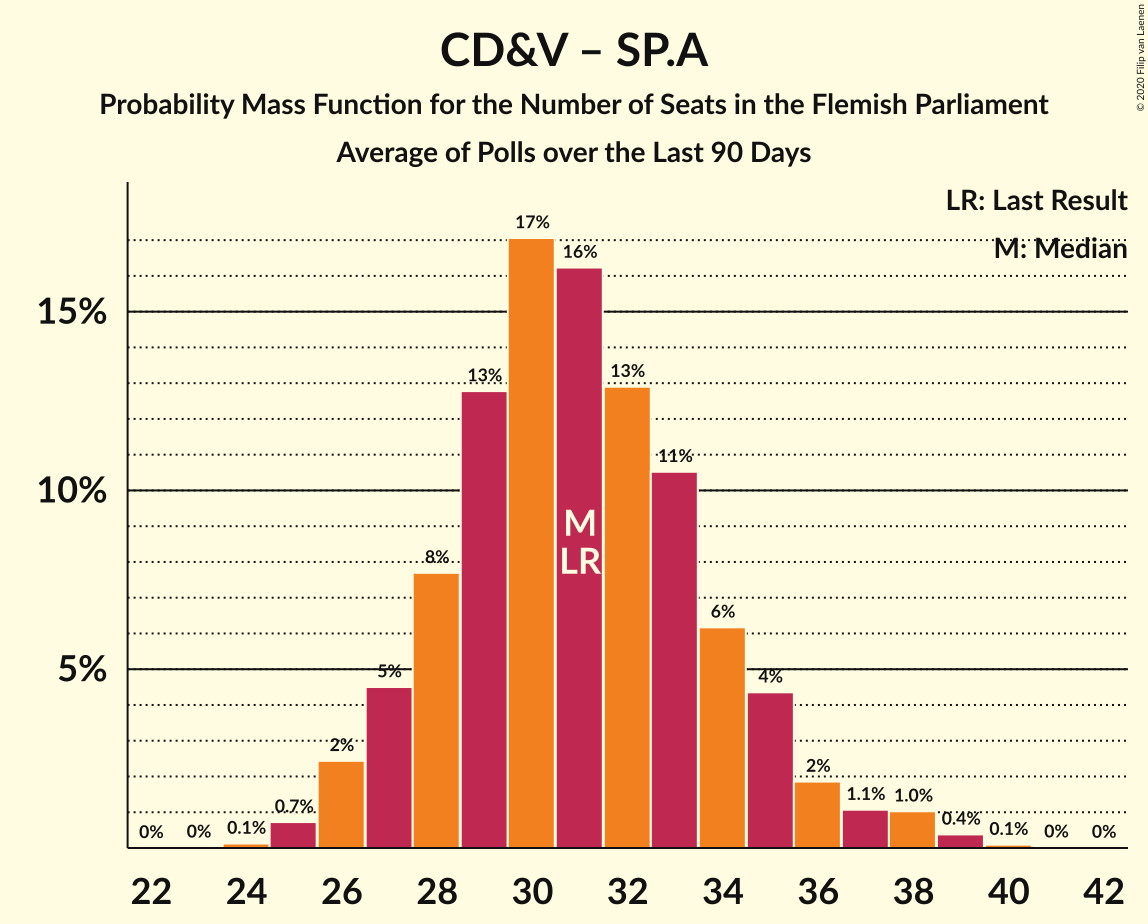 CD&V – SP.A
Probability Mass Function for the Number of Seats in the Flemish Parliament
Average of Polls over the Last 90 Days
© 2020 Filip van Laenen
LR: Last Result
M: Median
15%
10%
5%
0%
0%
0.1%
0.7%
2%
5%
8%
13%
17%
16%
13%
11%
6%
4%
2%
1.1%
1.0%
0.4%
0.1%
0%
0%
M
LR
22 24 26 28 30 32 34 36 38 40 42